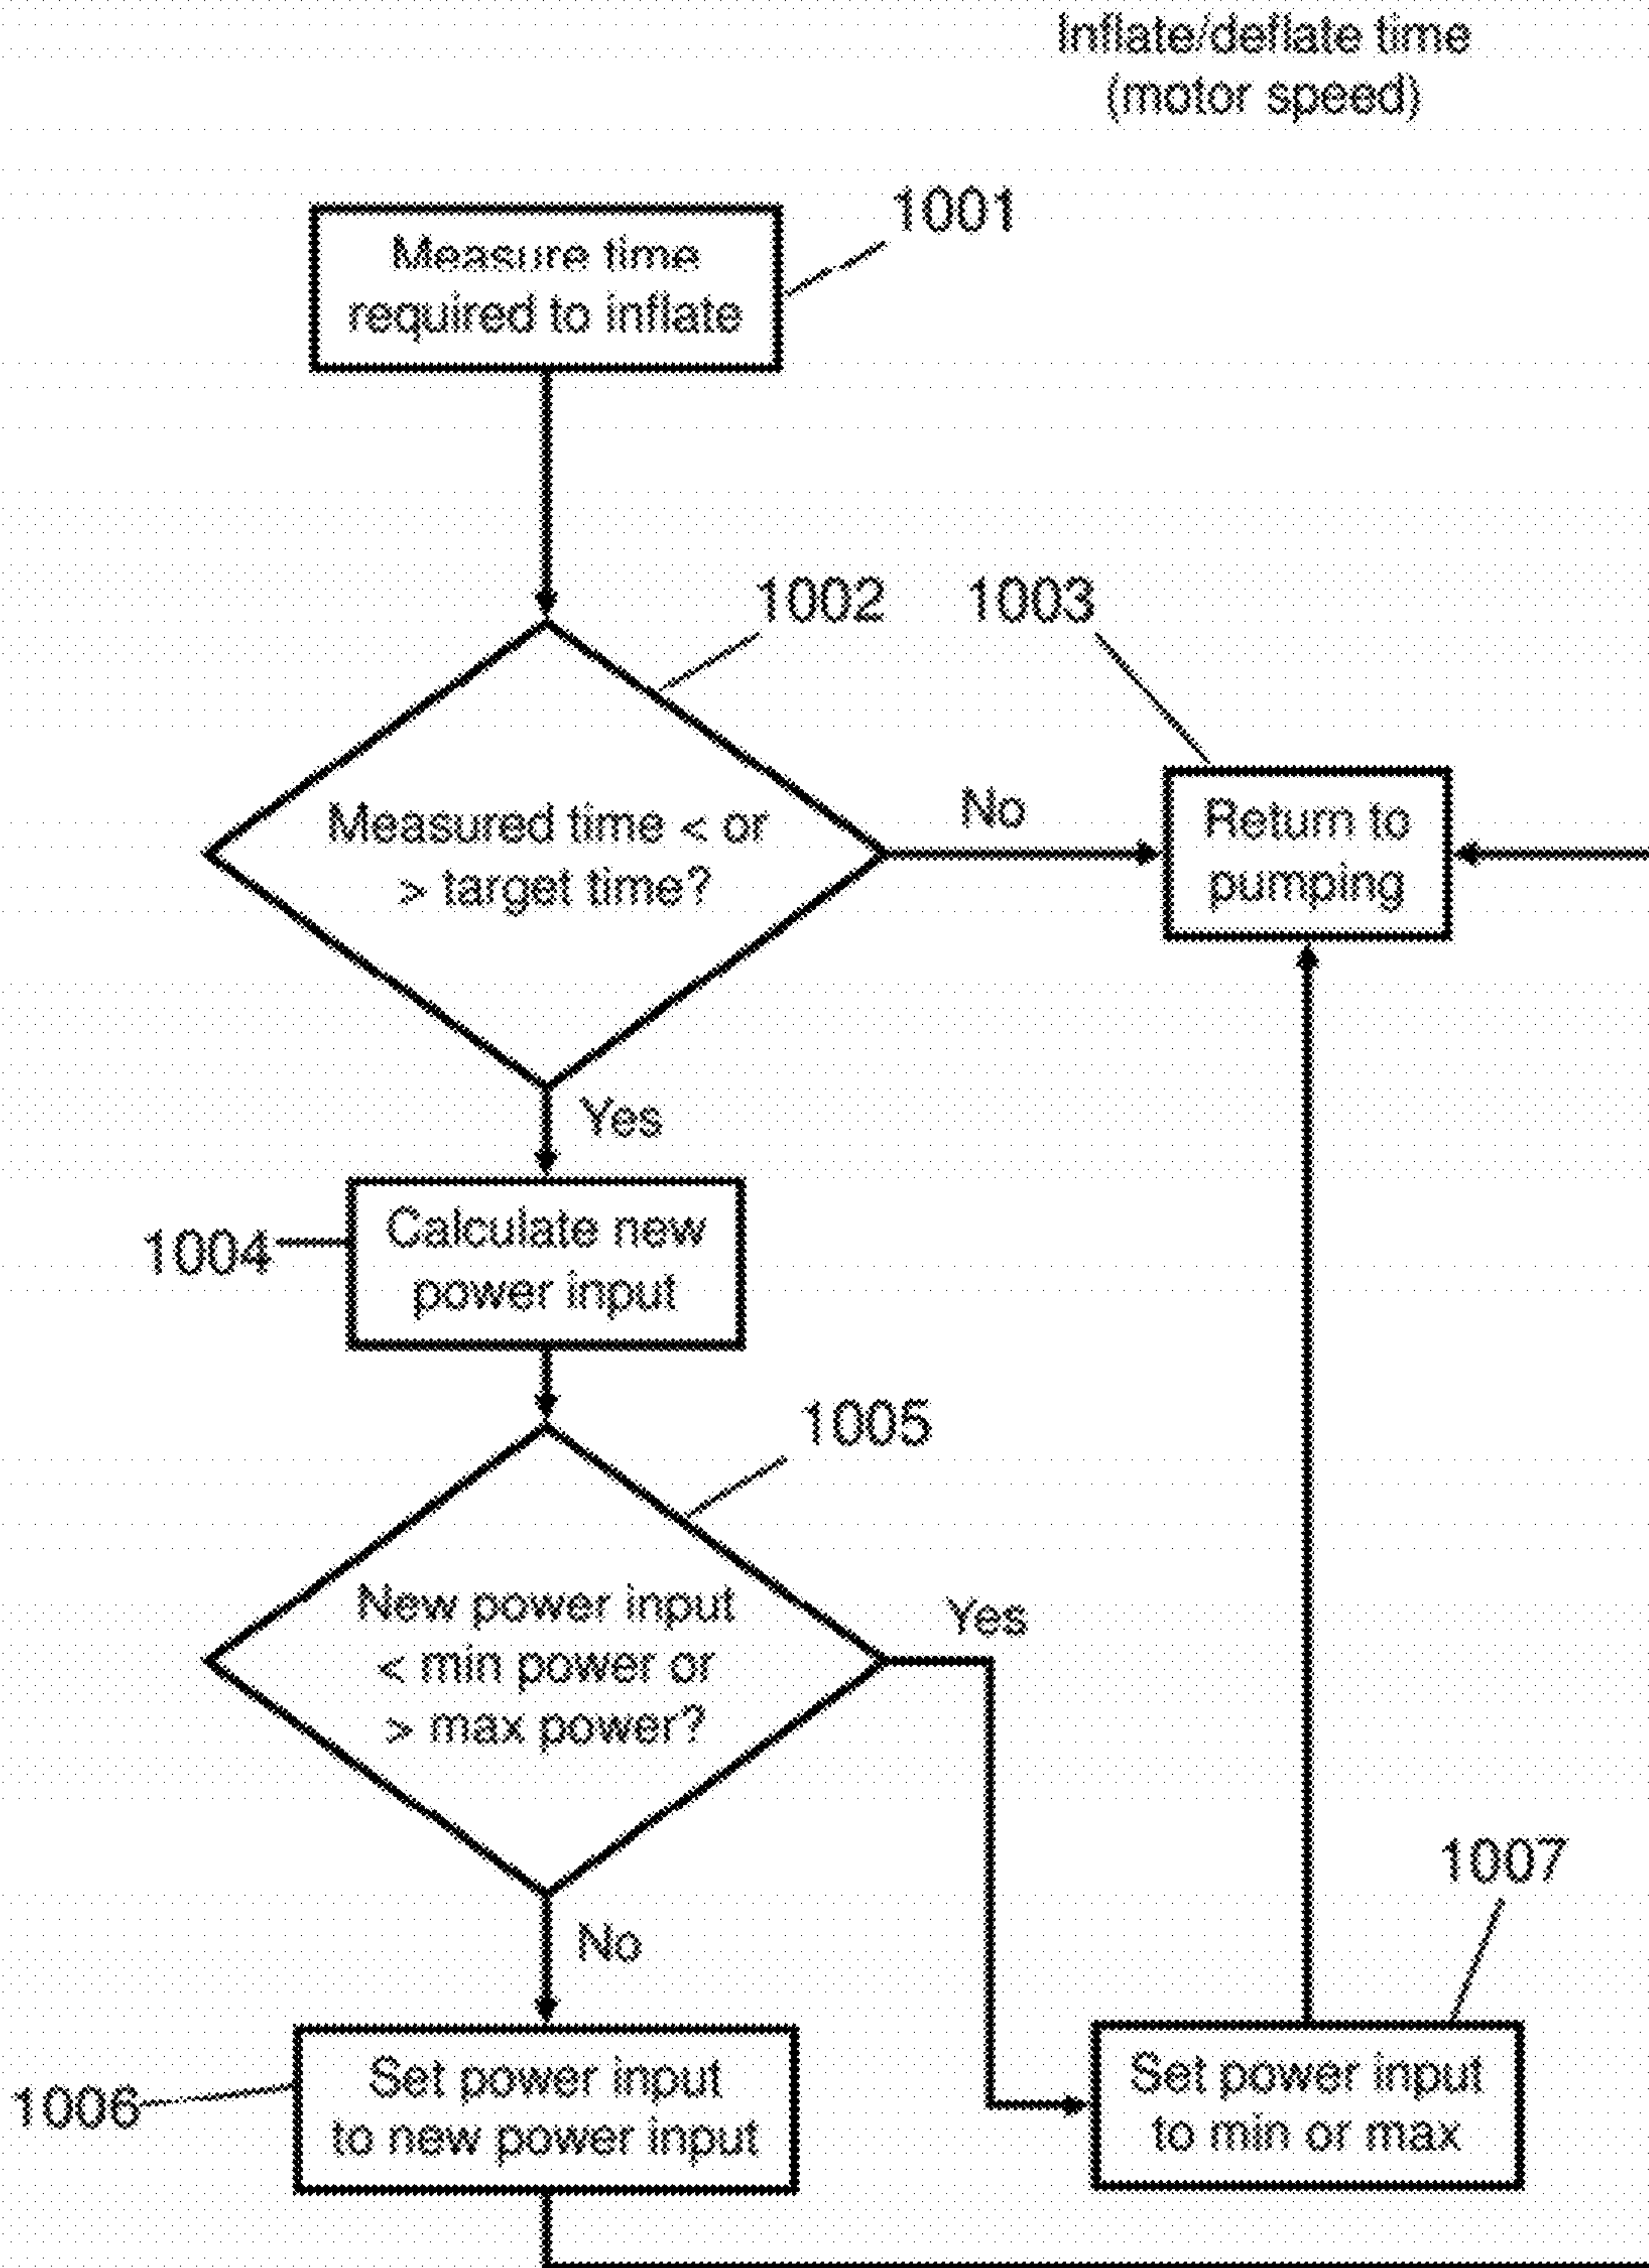 Inflate/deflate time
(motor speed)
1001
Measure time
required to inflate
1002
1003
Measured time < or
> target time?
No
Return to
pumping
Yes
1004
Calculate new
power input
1005
New power input
< min power or
> max power?
Yes
No
1007
1006
Set power input
to new power input
Set power input
to min or max